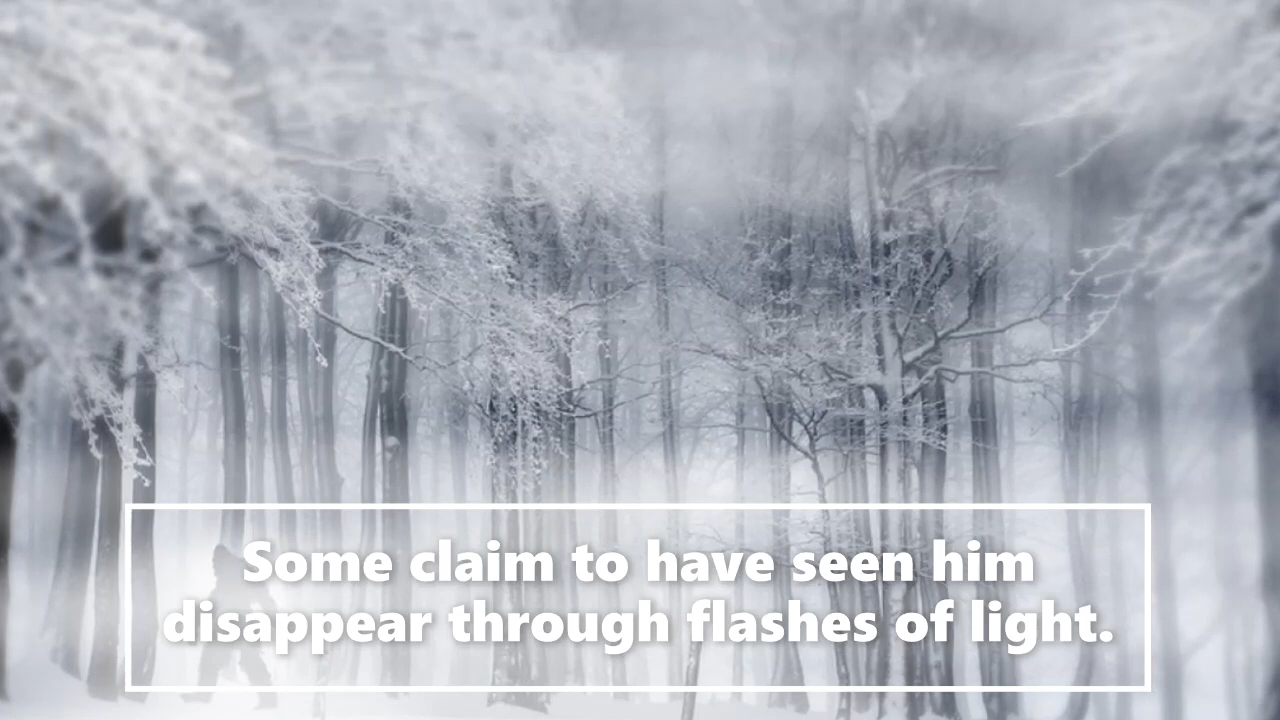 Some claim to have seen him
disappear through flashes of light.